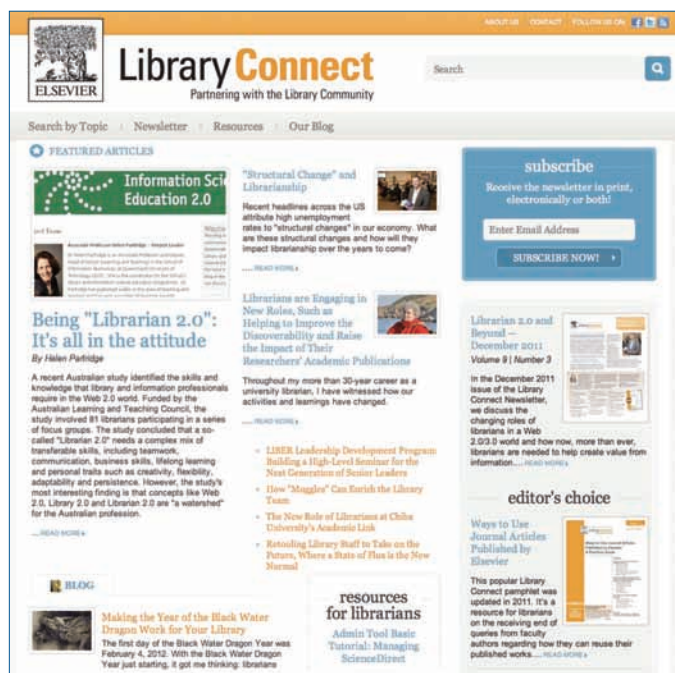 ABOUT US CONTACT FOLLOW US ON
ELSEVIER
LibraryConnect
Partnering with the Library Community
Search
Search by Topic Newsletter Resources Our Blog
FEATURED ARTICLES
Information Sci
Education 2.0
Being "Librarian 2.0":
It's all in the attitude
By Helen Partridge
A recent Australian study identified the skills and
knowledge that library and information professionals
require in the Web 2.0 world. Funded by the
Australian Learning and Teaching Council, the
study involved 81 librarians participating in a series
of focus groups. The study concluded that a so-
called "Librarian 2.0" needs a complex mix of
transferable skills, including teamwork,
communication, business skills, lifelong learning
and personal traits such as creativity, flexibility,
adaptability and persistence. However, the study's
most interesting finding is that concepts like Web
2.0, Library 2.0 and Librarian 2.0 are "a watershed"
for the Australian profession.
.... READ MORE
"Structural Change" and
Librarianship
Recent headlines across the US
attribute high unemployment
rates to "structural changes" in our economy. What
are these structural changes and how will they
impact librarianship over the years to come?
.... READ MORE
Librarians are Engaging in
New Roles, Such as
Helping to Improve the
Discoverability and Raise
the Impact of Their
Researchers' Academic Publications
Throughout my more than 30-year career as a
university librarian, I have witnessed how our
activities and learnings have changed.
.... READ MORE
LIBER Leadership Development Program:
Building a High-Level Seminar for the
Next Generation of Senior Leaders
How "Muggles" Can Enrich the Library
Team
The New Role of Librarians at Chiba
University's Academic Link
Retooling Library Staff to Take on the
Future, Where a State of Flux is the New
Normal
subscribe
Receive the newsletter in print,
electronically or both!
Enter Email Address
SUBSCRIBE NOW!
Librarian 2.0 and
Beyond —
December 2011
Volume 9 | Number 3
In the December 2011
issue of the Library
Connect Newsletter,
we discuss the
changing roles of
librarians in a Web
2.0/3.0 world and how now, more than ever,
librarians are needed to help create value from
information.... READ MORE
editor's choice
Ways to Use
Journal Articles
Published by
Elsevier
This popular Library
Connect pamphlet was
updated in 2011. It's a
resource for librarians
on the receiving end of
queries from faculty
authors regarding how they can reuse their
published works.... READ MORE
BLOG
Making the Year of the Black Water
Dragon Work for Your Library
The first day of the Black Water Dragon Year was
February 4, 2012. With the Black Water Dragon
Year just starting, it got me thinking: librarians
resources
for librarians
Admin Tool Basic
Tutorial: Managing
ScienceDirect